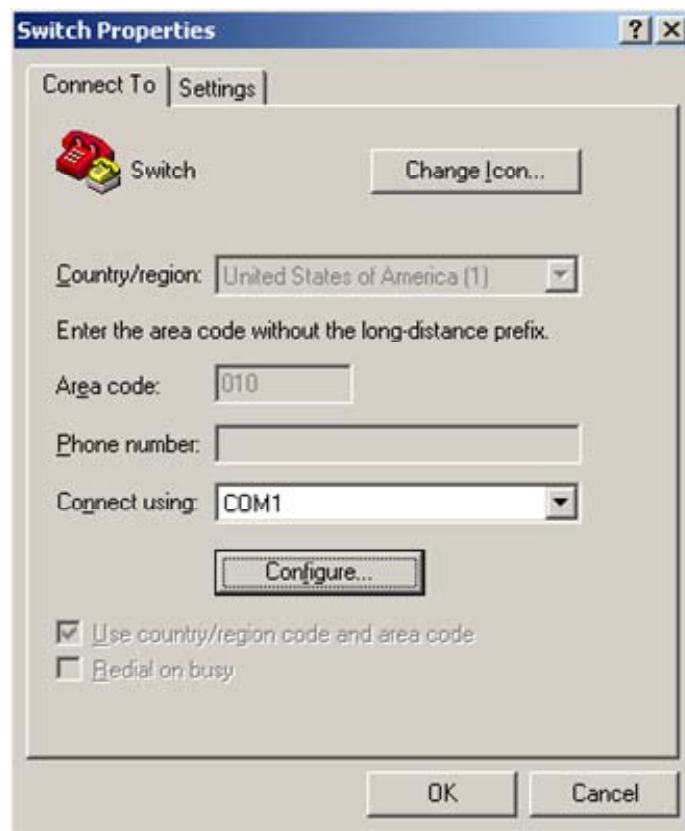 Switch Properties
Connect To Settings
Switch Change Icon...
Country/region: United States of America (1)
Enter the area code without the long-distance prefix.
Area code: 010
Phone number:
Connect using: COM1
Configure...
Use country/region code and area code
Redial on busy
OK Cancel